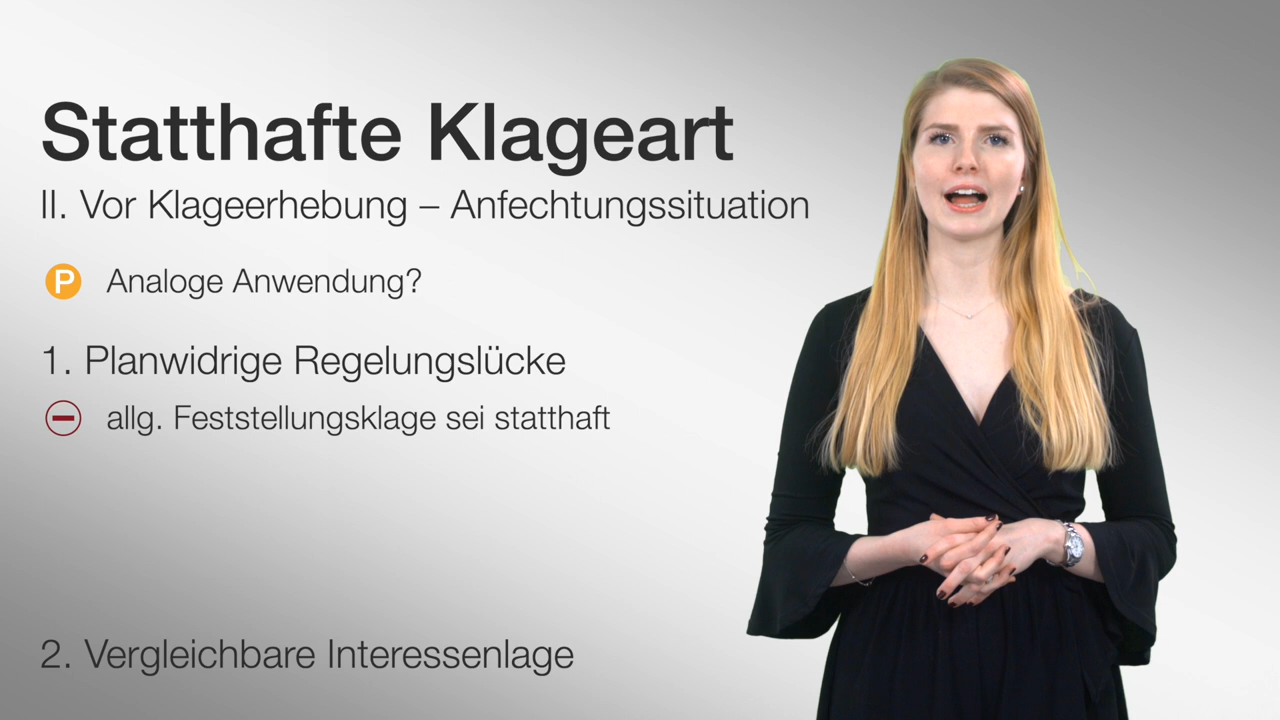 Statthafte Klageart
II. Vor Klageerhebung – Anfechtungssituation
P Analoge Anwendung?
1. Planwidrige Regelungslücke
allg. Feststellungsklage sei statthaft
2. Vergleichbare Interessenlage